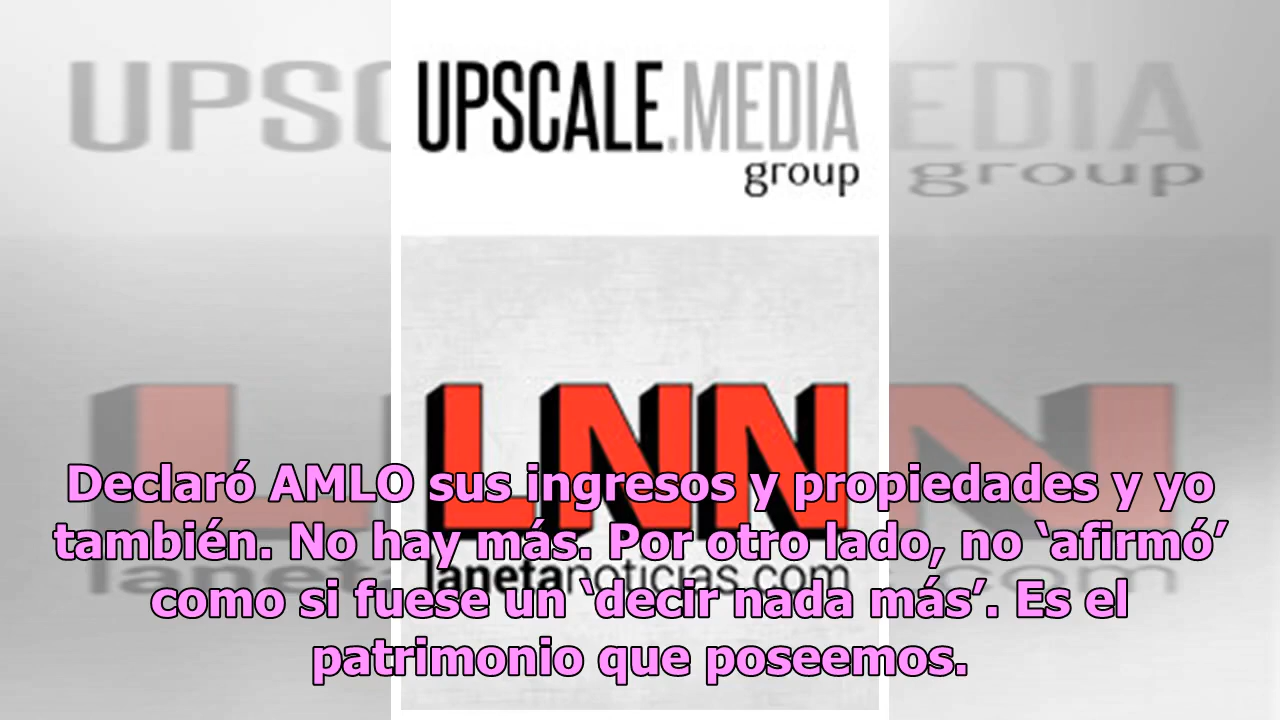 UPSCALE.MEDIA
group
LNN
lanetanoticias.com
Declaró AMLO sus ingresos y propiedades y yo
también. No hay más. Por otro lado, no ‘afirmó’
como si fuese un ‘decir nada más’. Es el
patrimonio que poseemos.